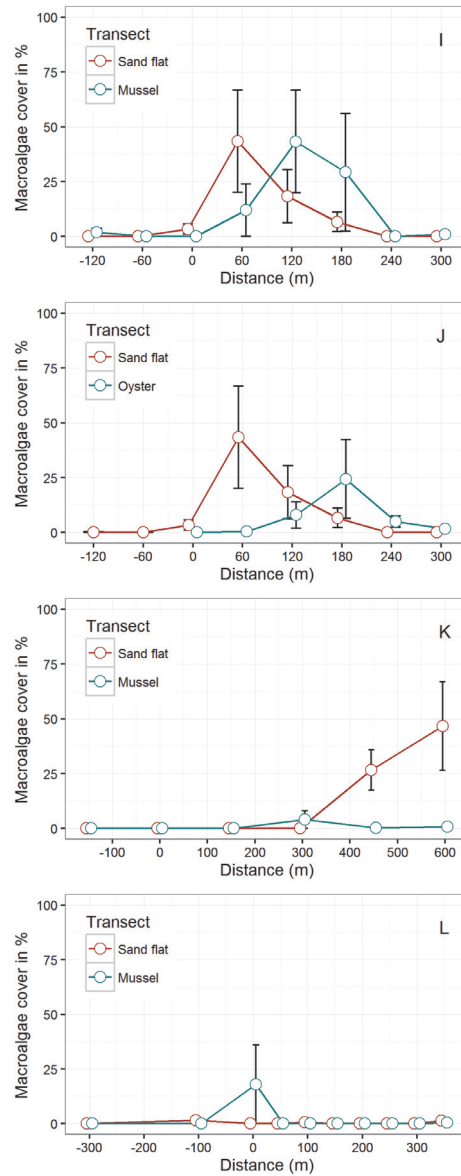 I
Transect
Sand flat
Mussel
Macroalgae cover in %
100
75
50
25
0
-120 -60 0 60 120 180 240 300
Distance (m)
J
Transect
Sand flat
Oyster
Macroalgae cover in %
100
75
50
25
0
-120 -60 0 60 120 180 240 300
Distance (m)
K
Transect
Sand flat
Mussel
Macroalgae cover in %
100
75
50
25
0
-100 0 100 200 300 400 500 600
Distance (m)
L
Transect
Sand flat
Mussel
Macroalgae cover in %
100
75
50
25
0
-300 -200 -100 0 100 200 300
Distance (m)